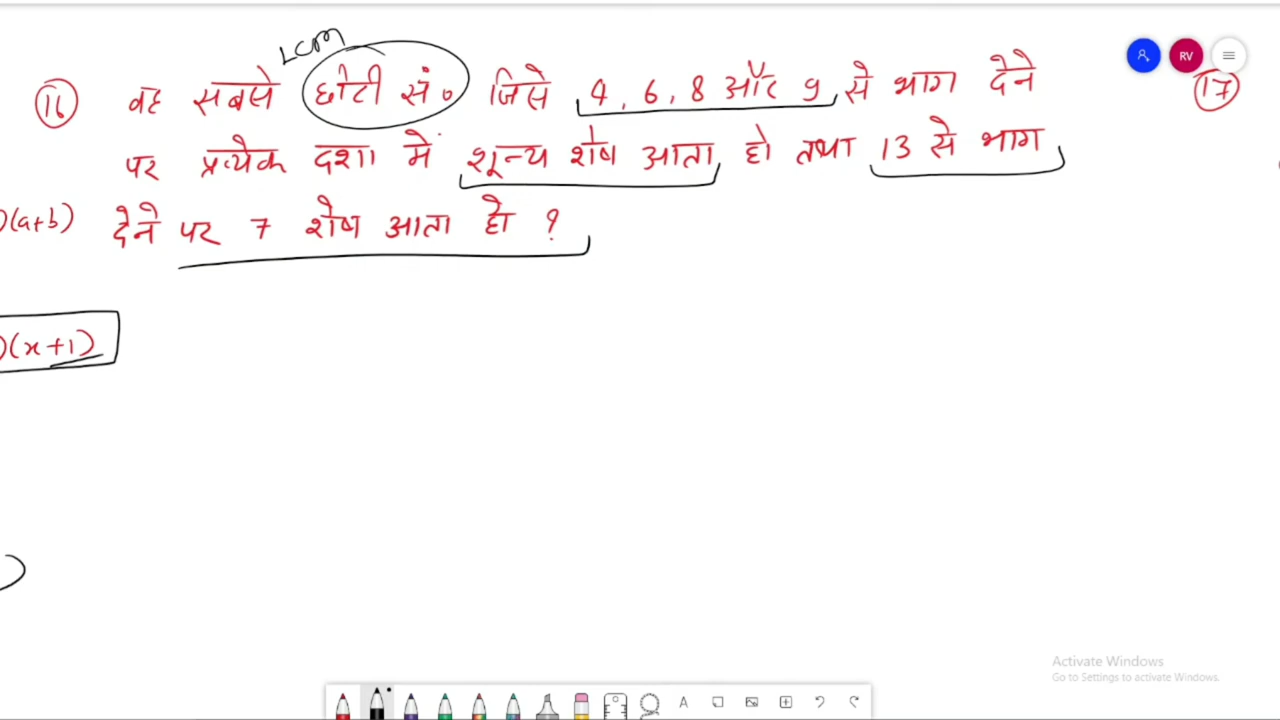 LCM
RV
16 वह सबसे छोटी सं. जिसे 4, 6, 8 और 9 से भाग देने
17
पर प्रत्येक दशा में शून्य शेष आता हो तथा 13 से भाग
)(a+b)
देने पर 7 शेष आता हो ?
)(x+1)
Activate Windows
Go to Settings to activate Windows.
A